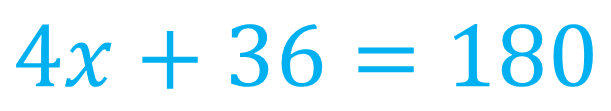 4x + 36 = 180